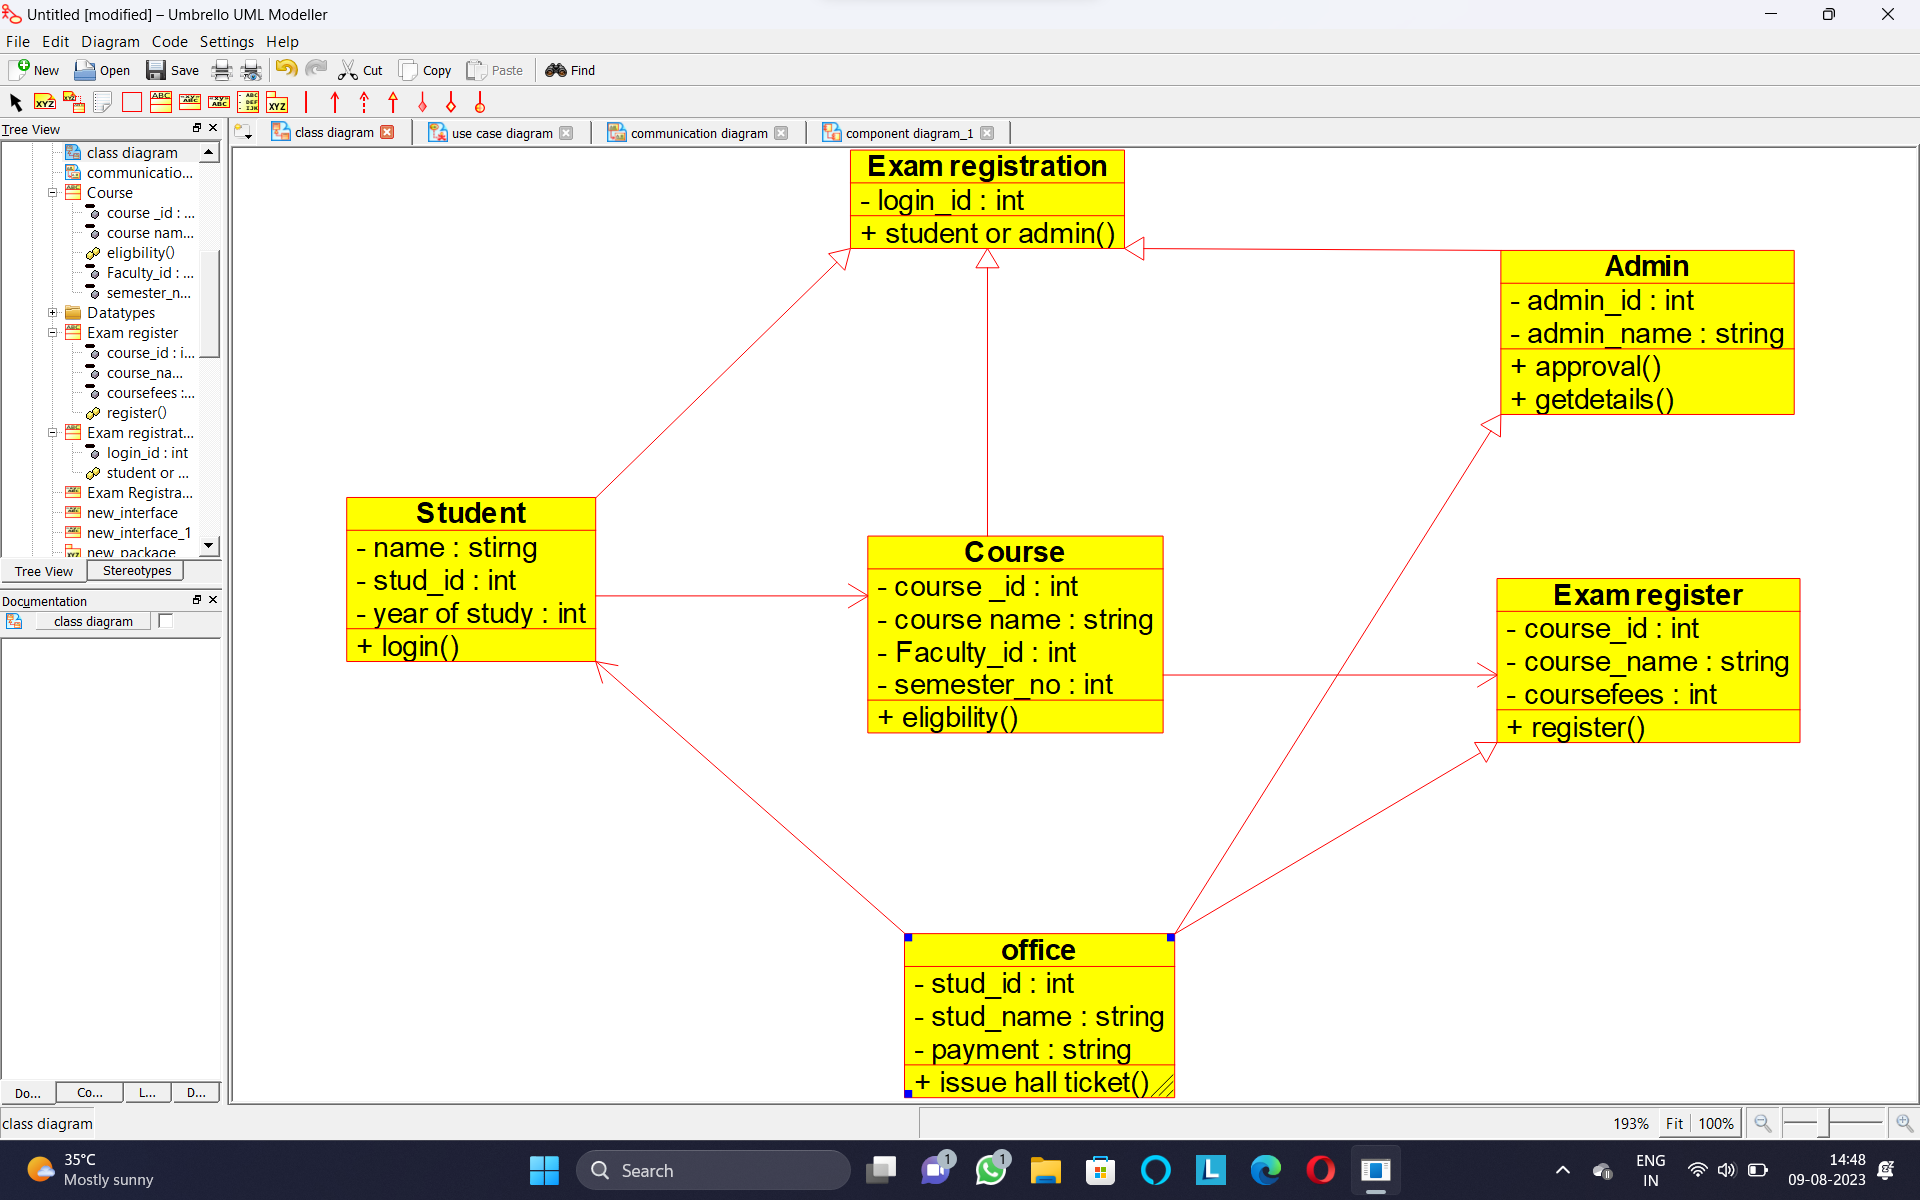 Untitled [modified] – Umbrello UML Modeller
File Edit Diagram Code Settings Help
New Open Save Cut Copy Paste Find
Tree View
class diagram use case diagram communication diagram component diagram_1
class diagram
communicatio...
Course
course _id : ...
course nam...
eligbility()
Faculty_id : ...
semester_n...
Datatypes
Exam register
course_id : i...
course_na...
coursefees :...
register()
Exam registrat...
login_id : int
student or ...
Exam Registra...
new_interface
new_interface_1
new_package
Tree View Stereotypes
Documentation
class diagram
Do... Co... L... D...
Exam registration
- login_id : int
+ student or admin()
Admin
- admin_id : int
- admin_name : string
+ approval()
+ getdetails()
Student
- name : stirng
- stud_id : int
- year of study : int
+ login()
Course
- course _id : int
- course name : string
- Faculty_id : int
- semester_no : int
+ eligbility()
Exam register
- course_id : int
- course_name : string
- coursefees : int
+ register()
office
- stud_id : int
- stud_name : string
- payment : string
+ issue hall ticket()
class diagram
193% Fit 100%
35°C
Mostly sunny
Search
1
1
L
ENG
IN
14:48
09-08-2023